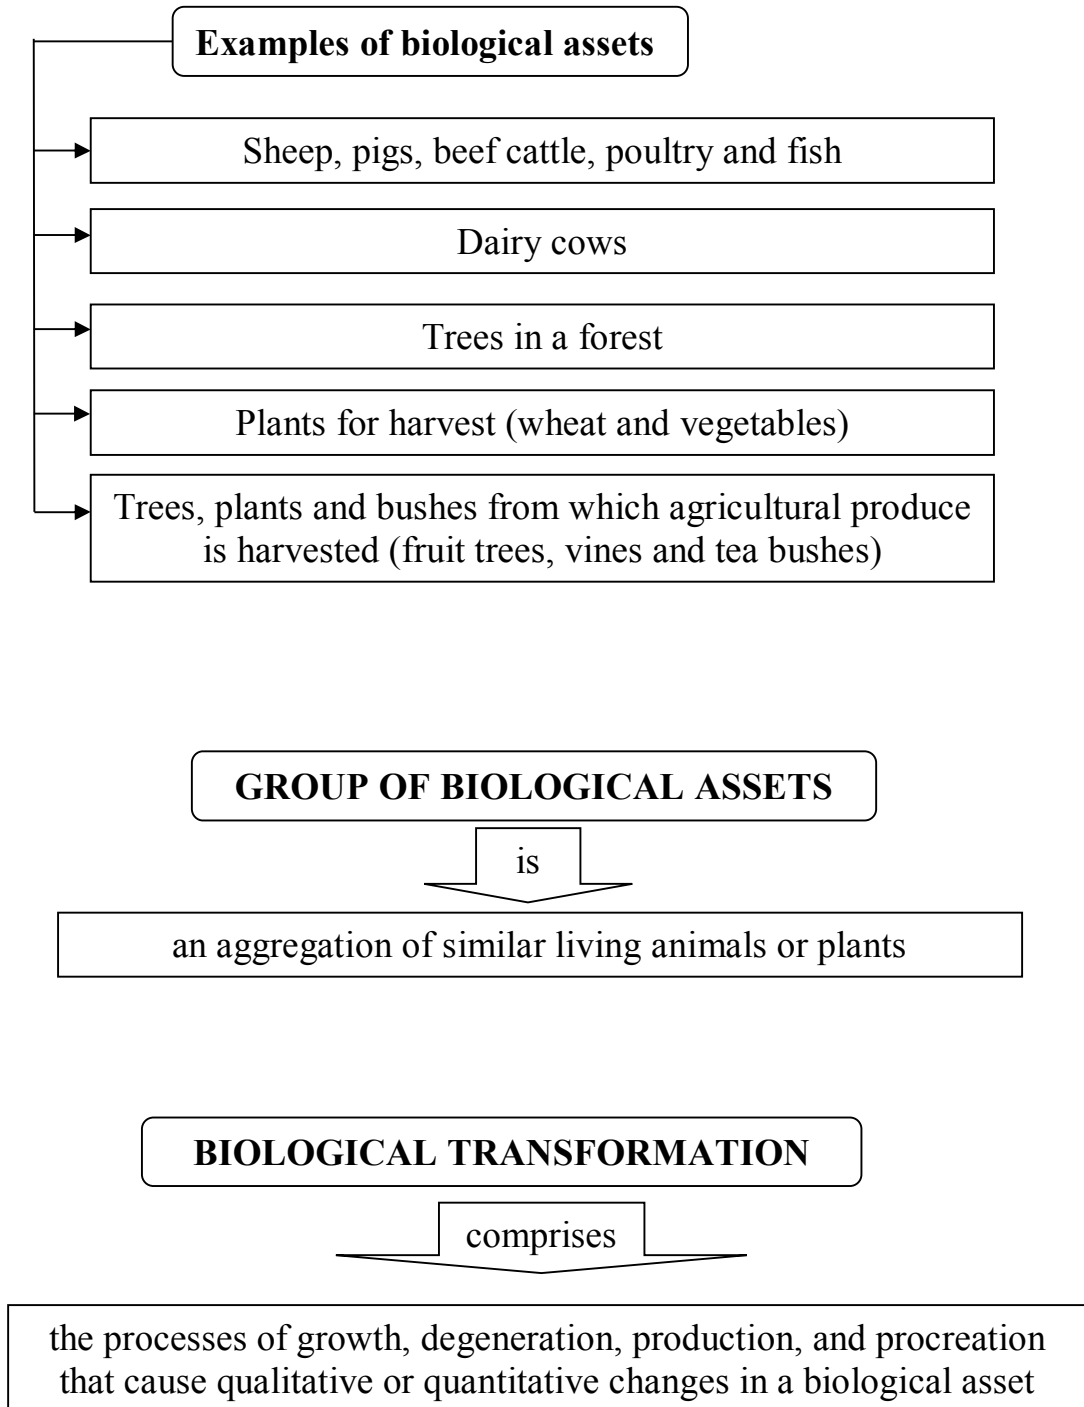 Examples of biological assets
Sheep, pigs, beef cattle, poultry and fish
Dairy cows
Trees in a forest
Plants for harvest (wheat and vegetables)
Trees, plants and bushes from which agricultural produce
is harvested (fruit trees, vines and tea bushes)
GROUP OF BIOLOGICAL ASSETS
is
an aggregation of similar living animals or plants
BIOLOGICAL TRANSFORMATION
comprises
the processes of growth, degeneration, production, and procreation
that cause qualitative or quantitative changes in a biological asset